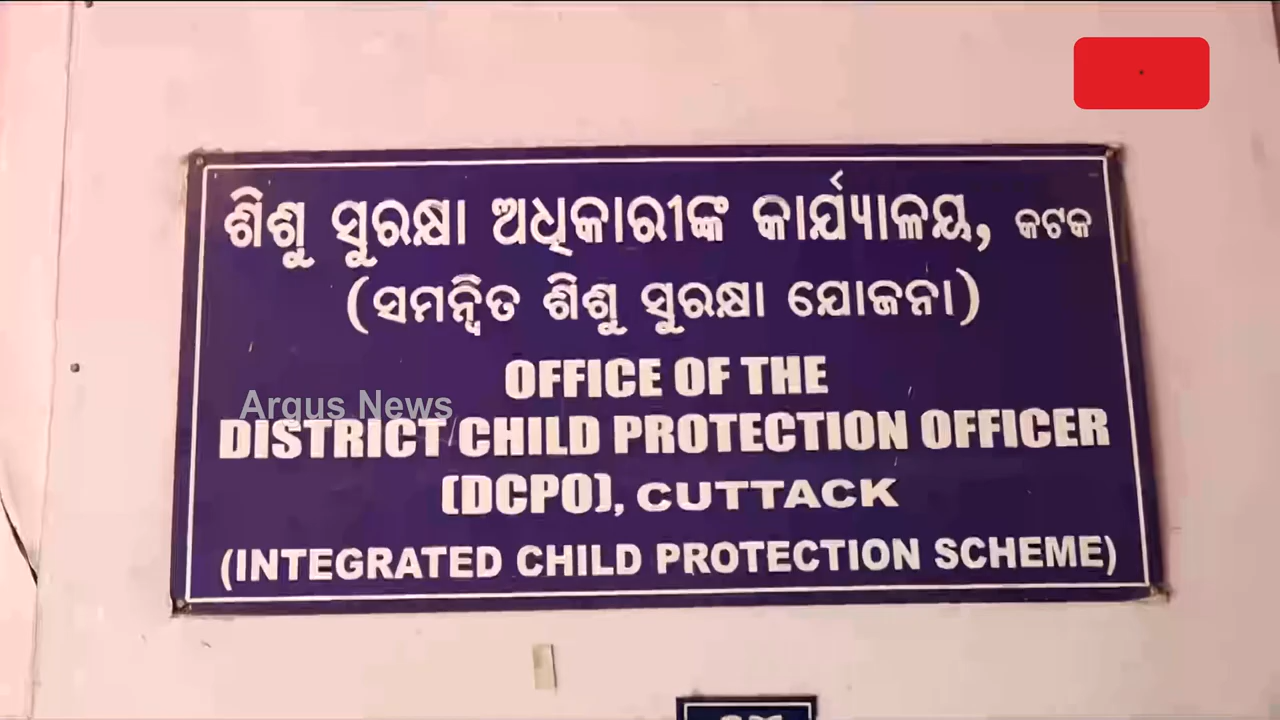 ଶିଶୁ ସୁରକ୍ଷା ଅଧିକାରୀଙ୍କ କାର୍ଯ୍ୟାଳୟ, କଟକ
(ସମନ୍ୱିତ ଶିଶୁ ସୁରକ୍ଷା ଯୋଜନା)
OFFICE OF THE
Argus News
DISTRICT CHILD PROTECTION OFFICER
(DCPO), CUTTACK
(INTEGRATED CHILD PROTECTION SCHEME)